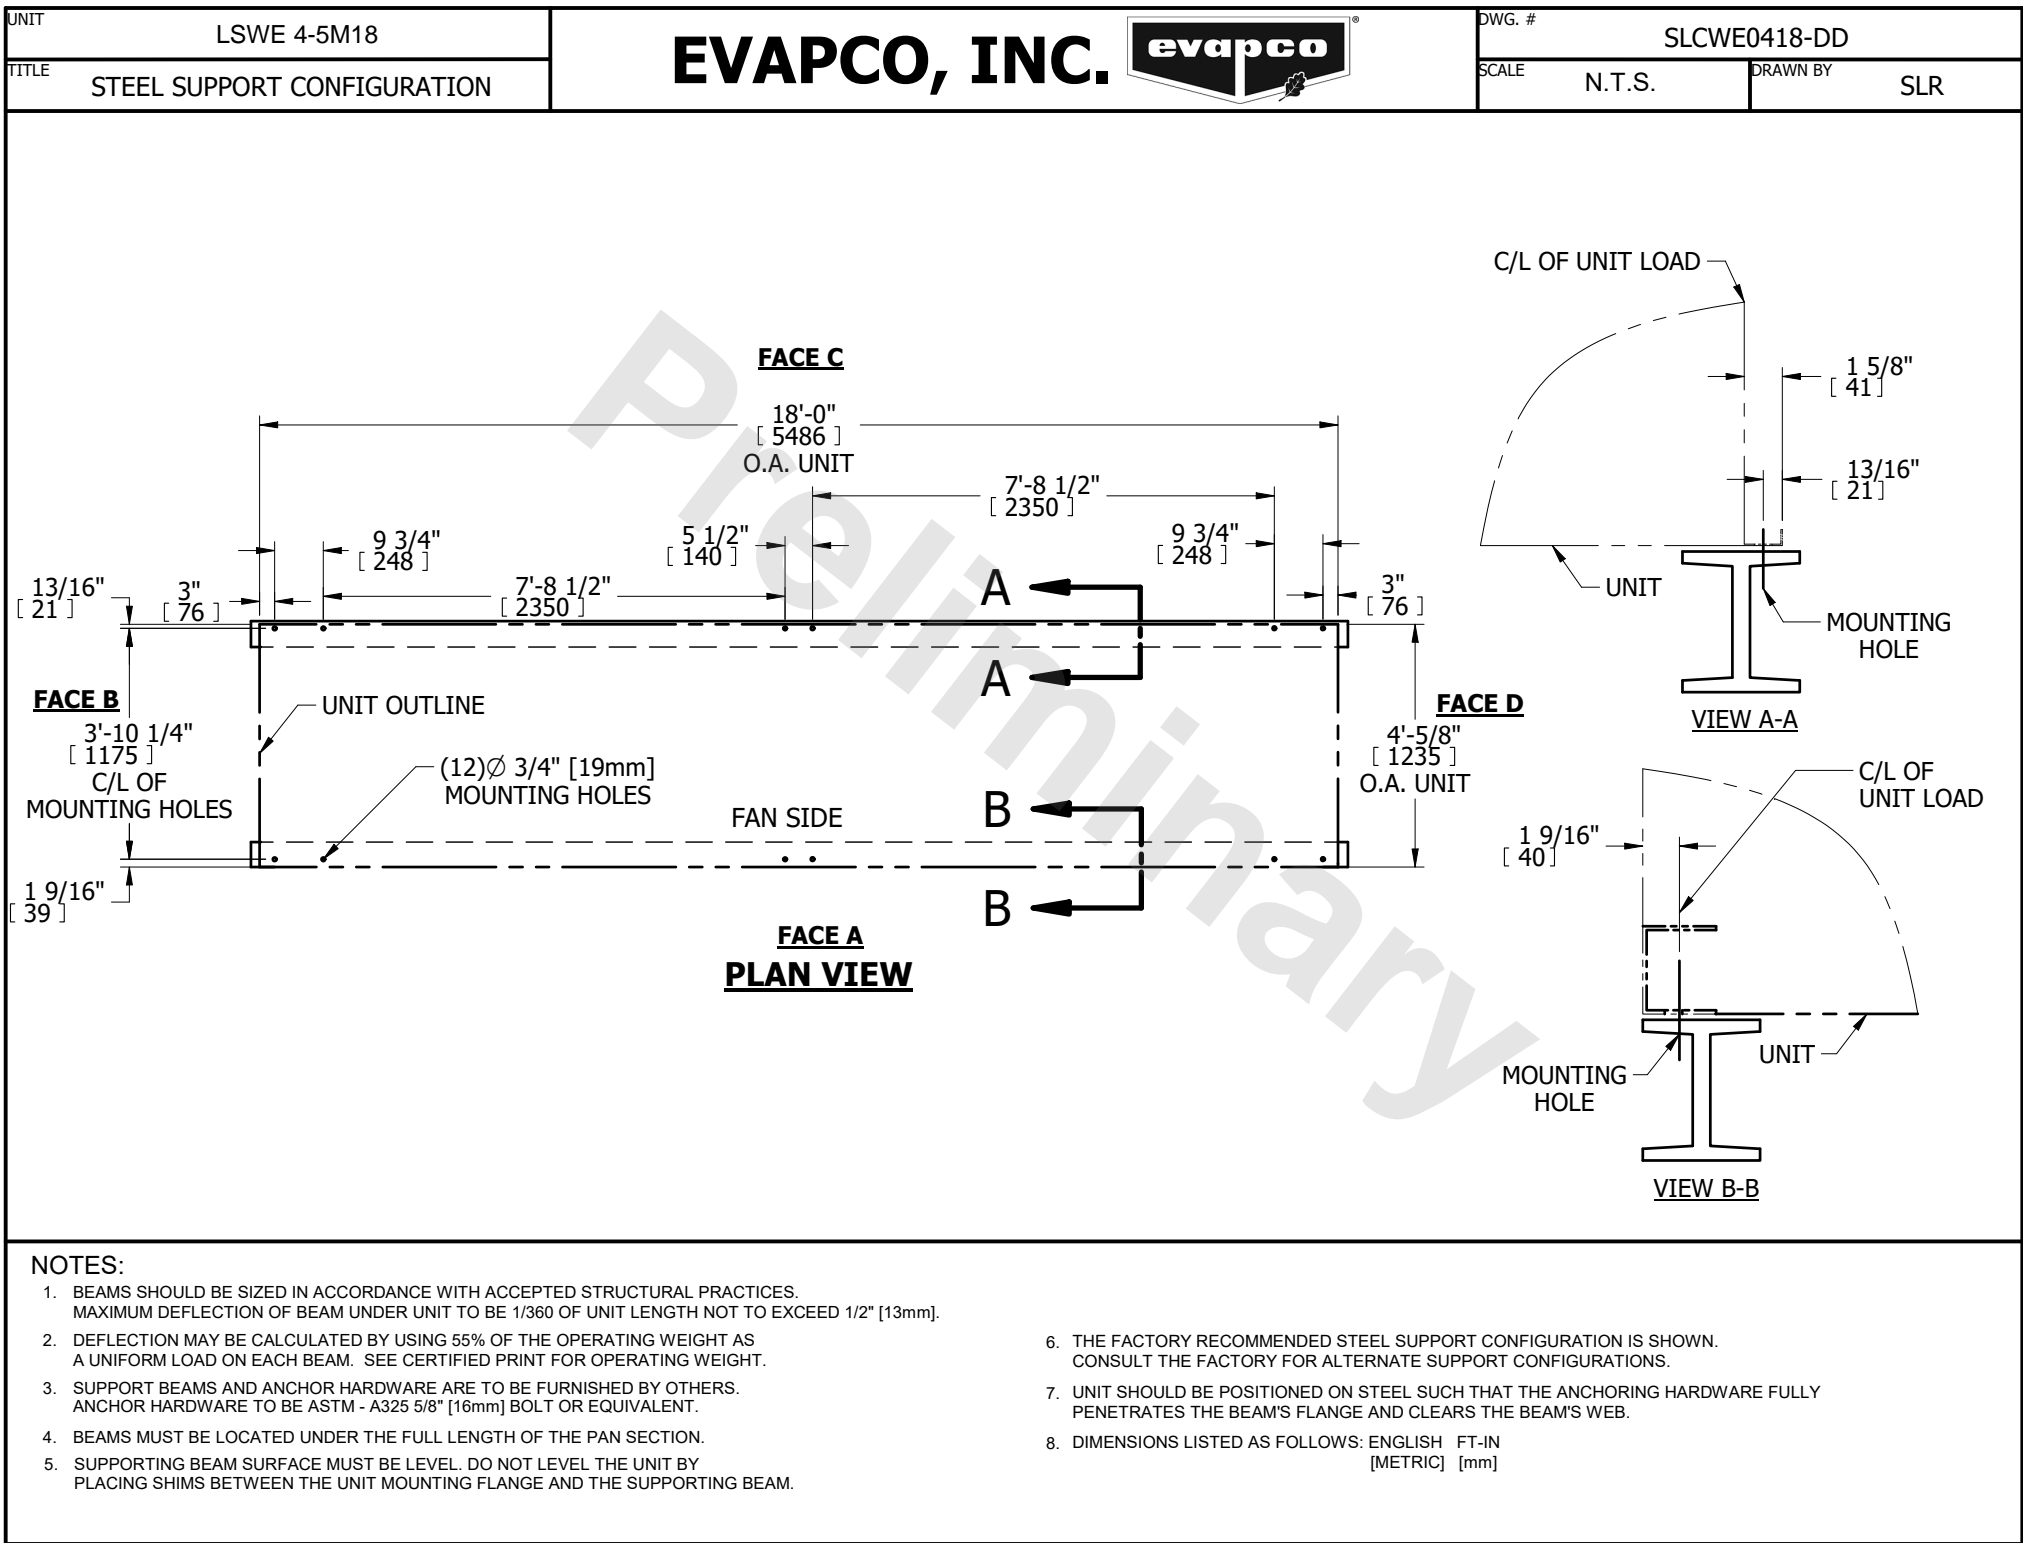 UNIT
LSWE 4-5M18
TITLE
STEEL SUPPORT CONFIGURATION
EVAPCO, INC.
evapco
®
DWG. #
SLCWE0418-DD
SCALE
N.T.S.
DRAWN BY
SLR
Preliminary
FACE C
18'-0"
[ 5486 ]
O.A. UNIT
7'-8 1/2"
[ 2350 ]
9 3/4"
[ 248 ]
5 1/2"
[ 140 ]
9 3/4"
[ 248 ]
13/16"
[ 21 ]
3"
[ 76 ]
7'-8 1/2"
[ 2350 ]
3"
[ 76 ]
A
A
FACE B
3'-10 1/4"
[ 1175 ]
C/L OF
MOUNTING HOLES
UNIT OUTLINE
(12)∅ 3/4" [19mm]
MOUNTING HOLES
FAN SIDE
B
B
FACE D
4'-5/8"
[ 1235 ]
O.A. UNIT
1 9/16"
[ 39 ]
FACE A
PLAN VIEW
C/L OF UNIT LOAD
1 5/8"
[ 41 ]
13/16"
[ 21 ]
UNIT
MOUNTING
HOLE
VIEW A-A
C/L OF
UNIT LOAD
1 9/16"
[ 40 ]
UNIT
MOUNTING
HOLE
VIEW B-B
NOTES:
1. BEAMS SHOULD BE SIZED IN ACCORDANCE WITH ACCEPTED STRUCTURAL PRACTICES.
MAXIMUM DEFLECTION OF BEAM UNDER UNIT TO BE 1/360 OF UNIT LENGTH NOT TO EXCEED 1/2" [13mm].
2. DEFLECTION MAY BE CALCULATED BY USING 55% OF THE OPERATING WEIGHT AS
A UNIFORM LOAD ON EACH BEAM. SEE CERTIFIED PRINT FOR OPERATING WEIGHT.
3. SUPPORT BEAMS AND ANCHOR HARDWARE ARE TO BE FURNISHED BY OTHERS.
ANCHOR HARDWARE TO BE ASTM - A325 5/8" [16mm] BOLT OR EQUIVALENT.
4. BEAMS MUST BE LOCATED UNDER THE FULL LENGTH OF THE PAN SECTION.
5. SUPPORTING BEAM SURFACE MUST BE LEVEL. DO NOT LEVEL THE UNIT BY
PLACING SHIMS BETWEEN THE UNIT MOUNTING FLANGE AND THE SUPPORTING BEAM.
6. THE FACTORY RECOMMENDED STEEL SUPPORT CONFIGURATION IS SHOWN.
CONSULT THE FACTORY FOR ALTERNATE SUPPORT CONFIGURATIONS.
7. UNIT SHOULD BE POSITIONED ON STEEL SUCH THAT THE ANCHORING HARDWARE FULLY
PENETRATES THE BEAM'S FLANGE AND CLEARS THE BEAM'S WEB.
8. DIMENSIONS LISTED AS FOLLOWS: ENGLISH FT-IN
[METRIC] [mm]